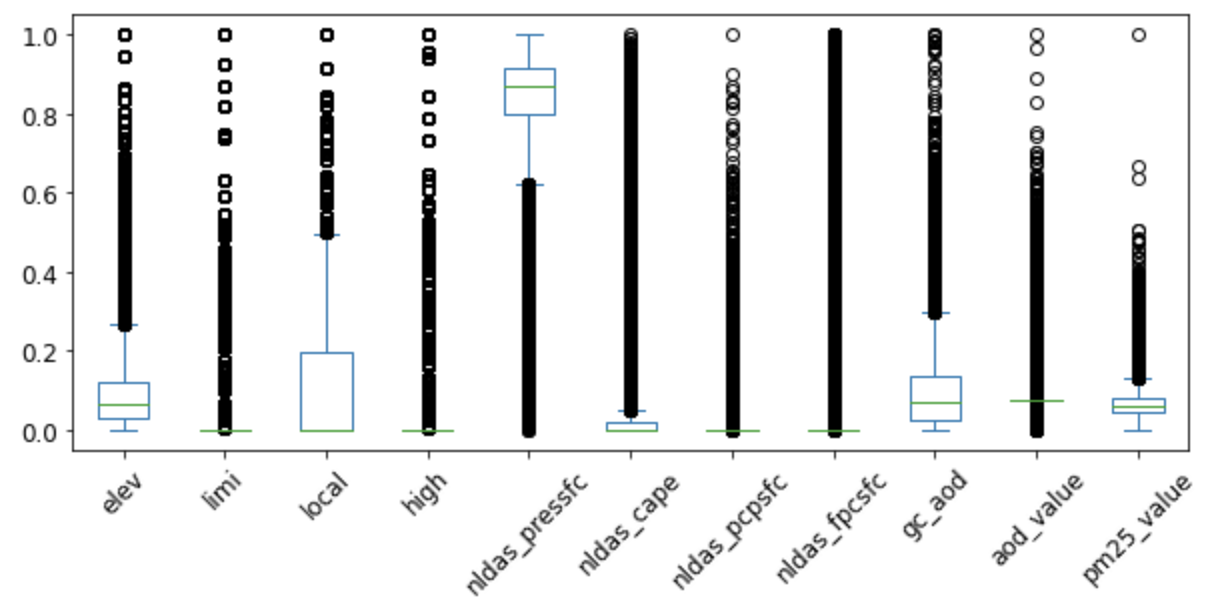 1.0
0.8
0.6
0.4
0.2
0.0
elev
limi
local
high
nldas_pressfc
nldas_cape
nldas_pcpsfc
nldas_fpcsfc
gc_aod
aod_value
pm25_value